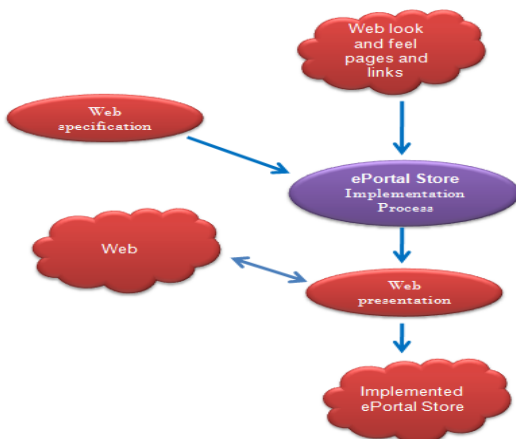 Web look
and feel
pages and
links
Web
specification
ePortal Store
Implementation
Process
Web
Web
presentation
Implemented
ePortal Store